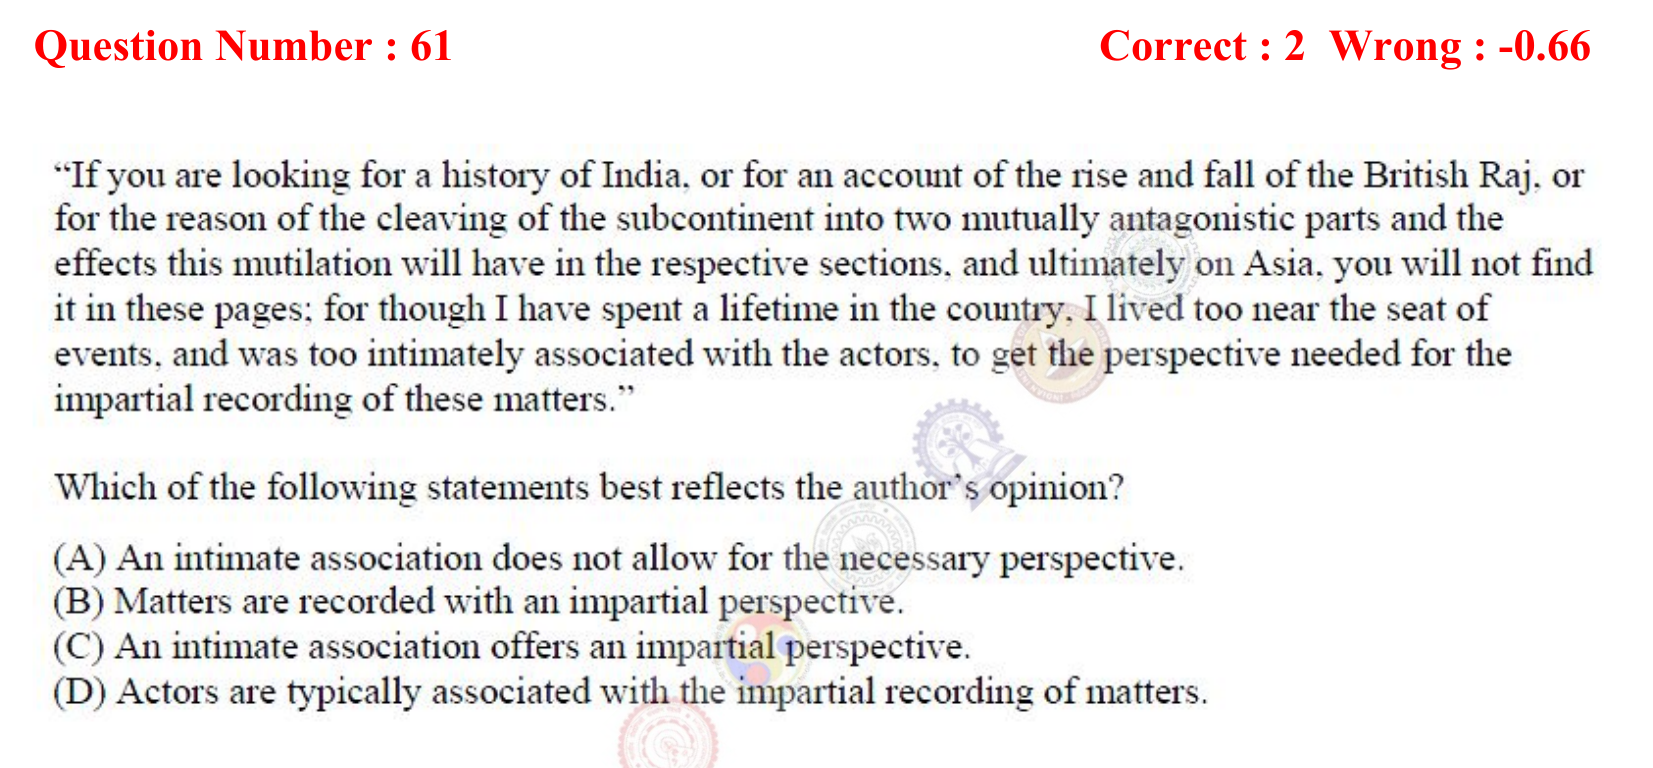 Question Number : 61 Correct : 2 Wrong : -0.66
“If you are looking for a history of India, or for an account of the rise and fall of the British Raj, or
for the reason of the cleaving of the subcontinent into two mutually antagonistic parts and the
effects this mutilation will have in the respective sections, and ultimately on Asia, you will not find
it in these pages; for though I have spent a lifetime in the country, I lived too near the seat of
events, and was too intimately associated with the actors, to get the perspective needed for the
impartial recording of these matters.”
Which of the following statements best reflects the author’s opinion?
(A) An intimate association does not allow for the necessary perspective.
(B) Matters are recorded with an impartial perspective.
(C) An intimate association offers an impartial perspective.
(D) Actors are typically associated with the impartial recording of matters.